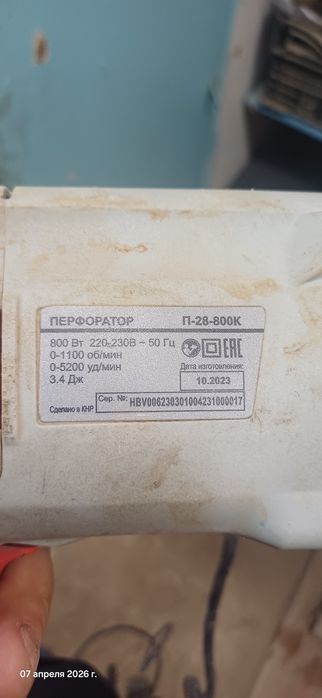 ПЕРФОРАТОР П-28-800К
800 Вт 220-230В ~ 50 Гц
0-1100 об/мин
0-5200 уд/мин
3,4 Дж
EAC
Дата изготовления:
10.2023
Сделано в КНР
Сер. №: HBV006230301004231000017
07 апреля 2026 г.